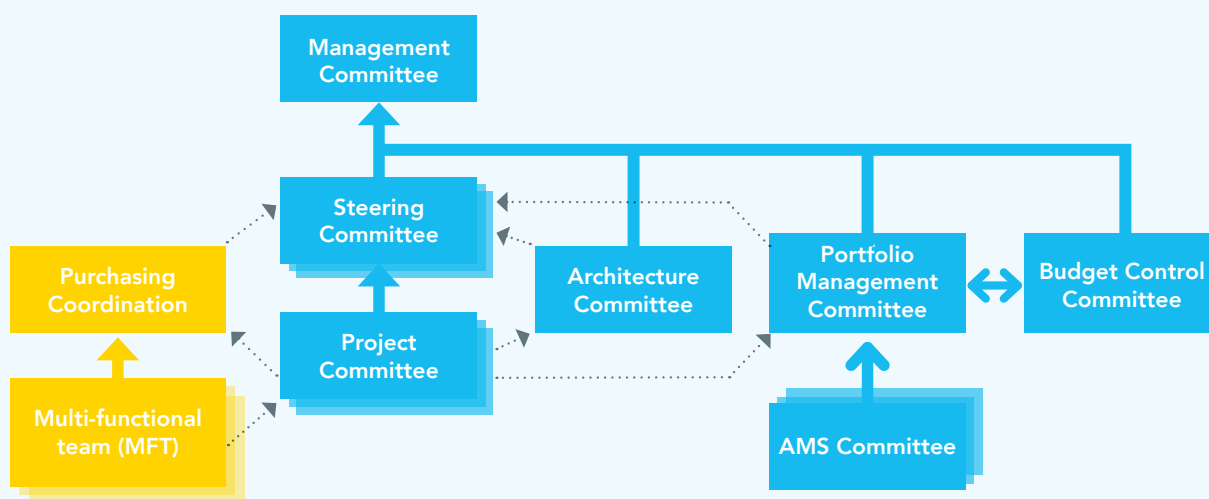 Management
Committee
Steering
Committee
Purchasing
Coordination
Architecture
Committee
Portfolio
Management
Committee
Budget Control
Committee
Project
Committee
Multi-functional
team (MFT)
AMS Committee